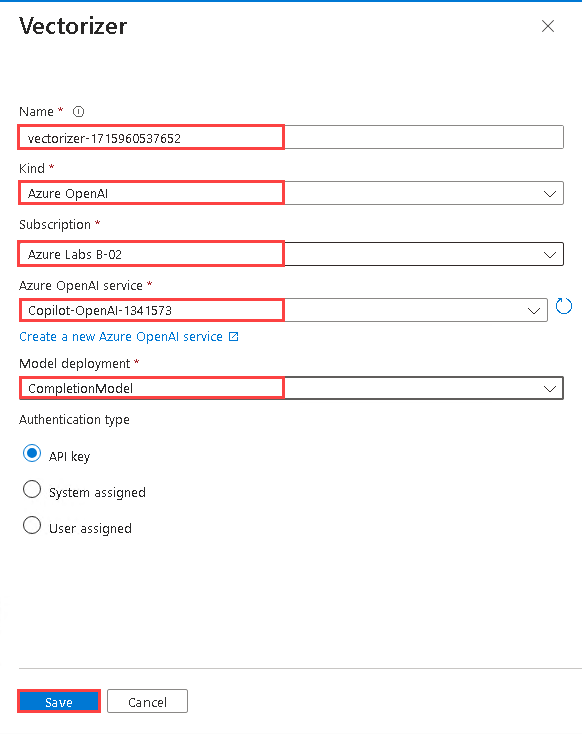 Vectorizer
Name *
vectorizer-1715960537652
Kind *
Azure OpenAI
Subscription *
Azure Labs B-02
Azure OpenAI service *
Copilot-OpenAI-1341573
Create a new Azure OpenAI service
Model deployment *
CompletionModel
Authentication type
API key
System assigned
User assigned
Save Cancel